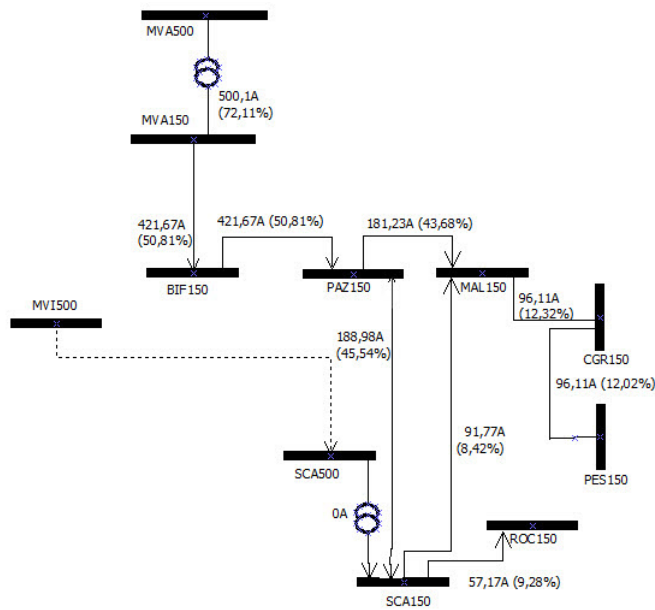 MVA500
500,1A
(72,11%)
MVA150
421,67A
(50,81%)
421,67A (50,81%)
181,23A (43,68%)
BIF150
PAZ150
MAL150
MVI500
96,11A
(12,32%)
CGR150
188,98A
(45,54%)
96,11A (12,02%)
91,77A
(8,42%)
SCA500
PES150
0A
ROC150
57,17A (9,28%)
SCA150